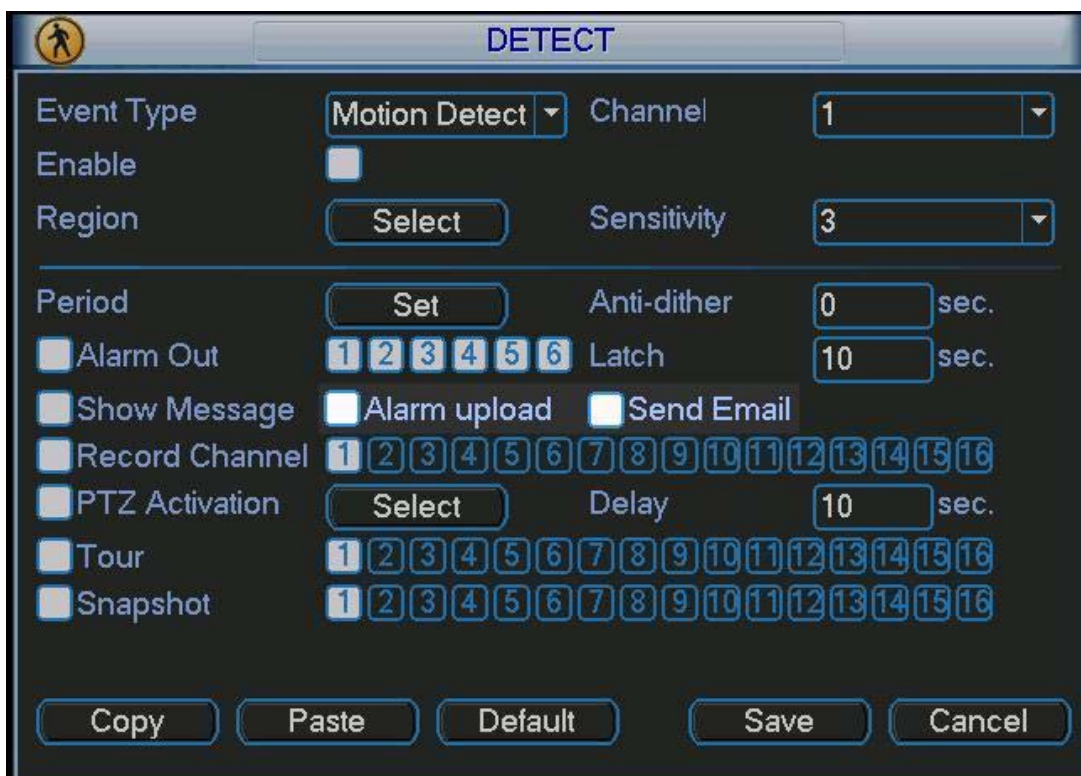 DETECT
Event Type Motion Detect Channel 1
Enable
Region Select Sensitivity 3
Period Set Anti-dither 0 sec.
Alarm Out 1 2 3 4 5 6 Latch 10 sec.
Show Message Alarm upload Send Email
Record Channel 1 2 3 4 5 6 7 8 9 10 11 12 13 14 15 16
PTZ Activation Select Delay 10 sec.
Tour 1 2 3 4 5 6 7 8 9 10 11 12 13 14 15 16
Snapshot 1 2 3 4 5 6 7 8 9 10 11 12 13 14 15 16
Copy Paste Default Save Cancel